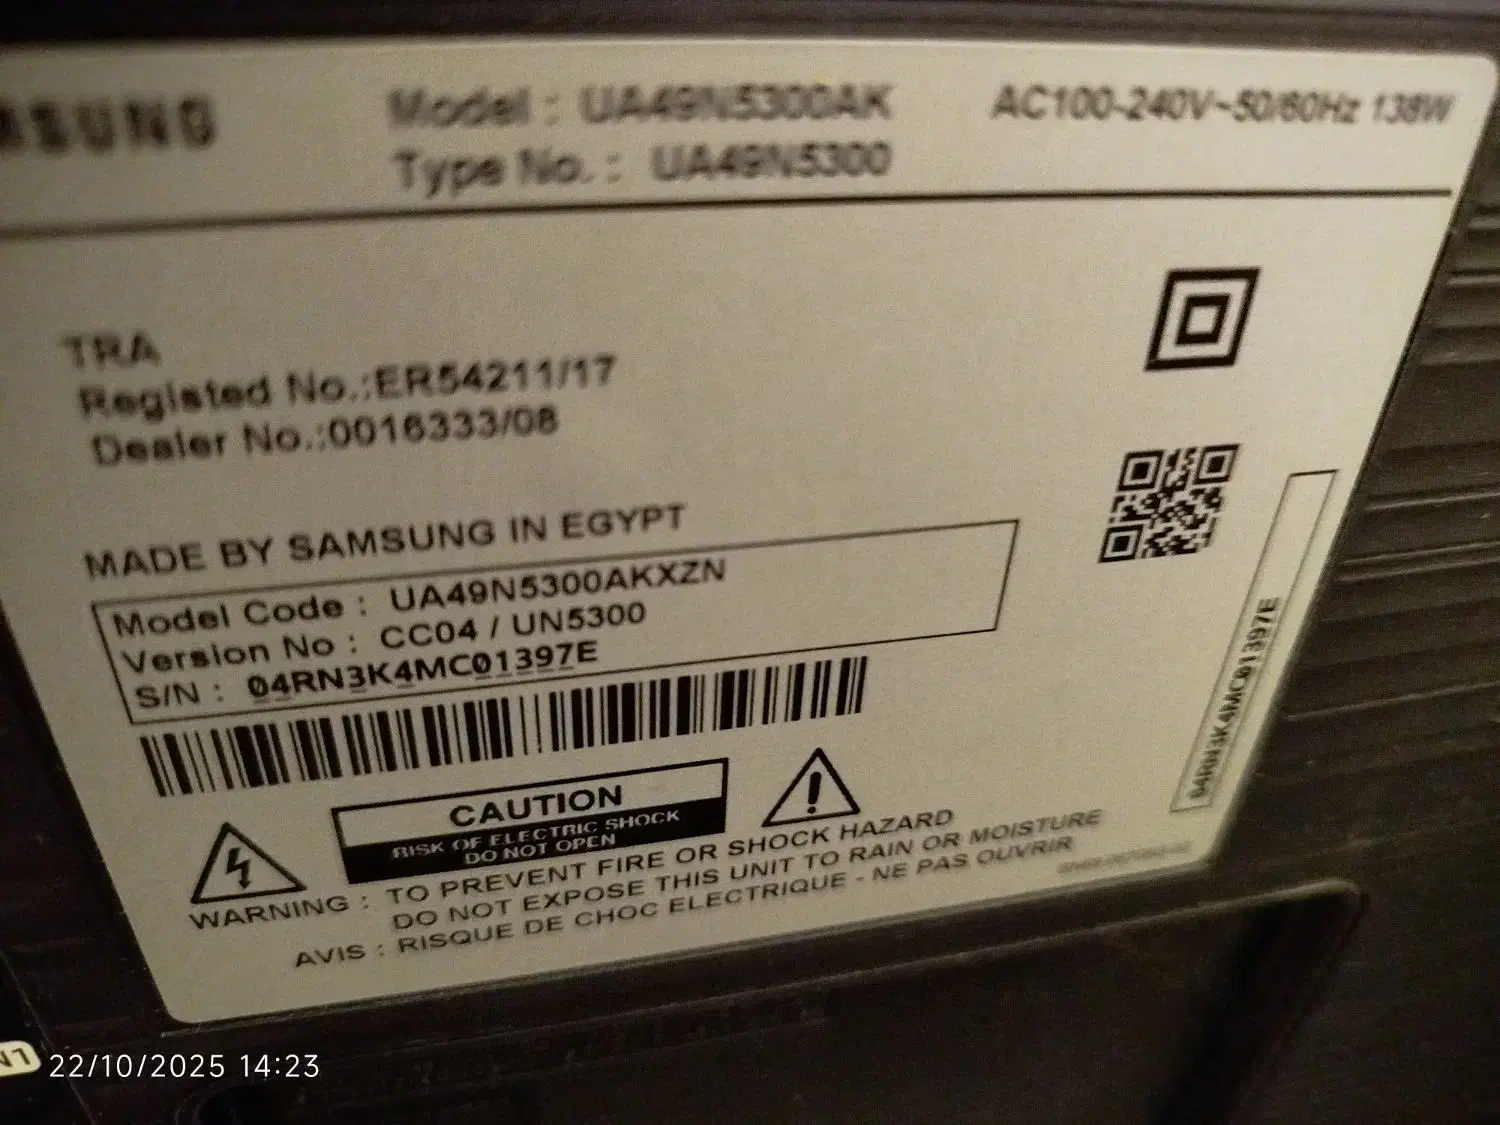 SUNG
Model : UA49N5300AK
Type No. : UA49N5300
AC100-240V~50/60Hz 138W
TRA
Registed No.:ER54211/17
Dealer No.:0016333/08
MADE BY SAMSUNG IN EGYPT
Model Code : UA49N5300AKXZN
Version No : CC04 / UN5300
S/N : 04RN3K4MC01397E
04RN3K4MC01397E
CAUTION
RISK OF ELECTRIC SHOCK
DO NOT OPEN
WARNING : TO PREVENT FIRE OR SHOCK HAZARD
DO NOT EXPOSE THIS UNIT TO RAIN OR MOISTURE
AVIS : RISQUE DE CHOC ELECTRIQUE - NE PAS OUVRIR
22/10/2025 14:23